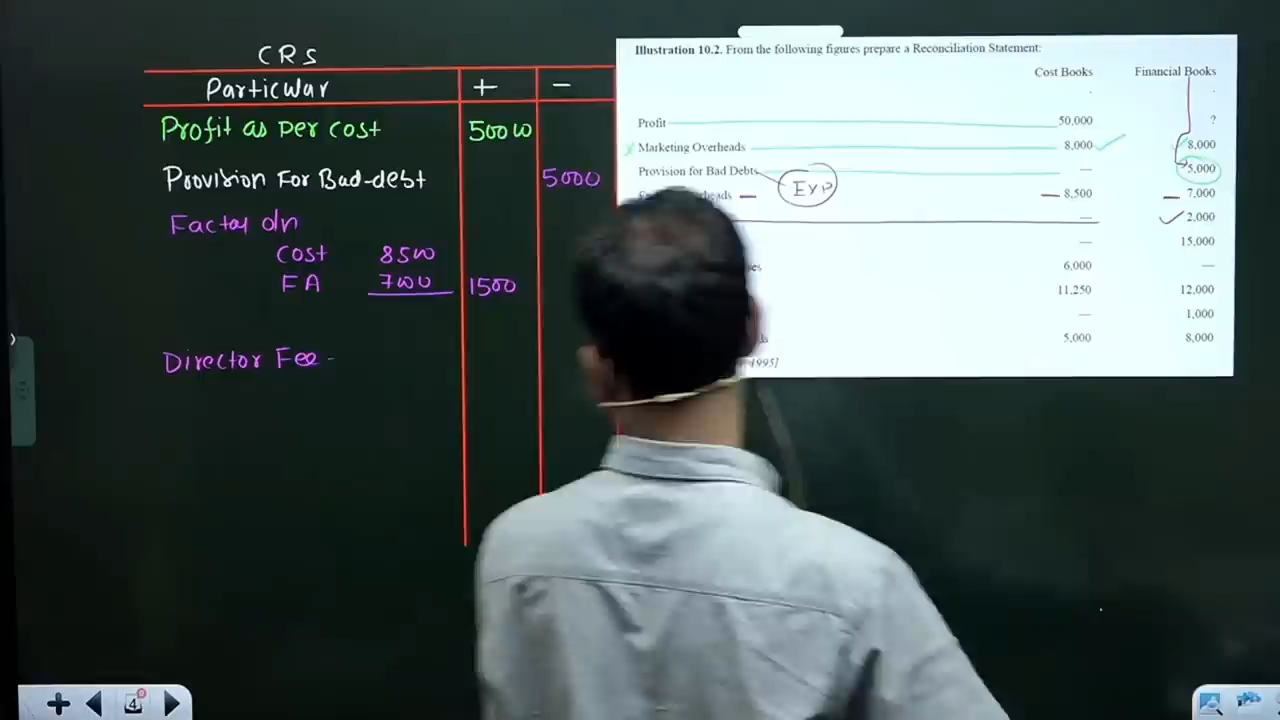 CRS
Particular + -
Profit as per cost 50000
Provision For Bad-debt 5000
Factory o/h
Cost 8500
FA 7000 1500
Director Fee -
Illustration 10.2. From the following figures prepare a Reconciliation Statement:
Cost Books Financial Books
Profit 50,000 ?
Marketing Overheads 8,000 8,000
Provision for Bad Debts — 5,000
Exp
8,500 7,000
— 2,000
— 15,000
6,000 —
11,250 12,000
— 1,000
5,000 8,000
1995]
4